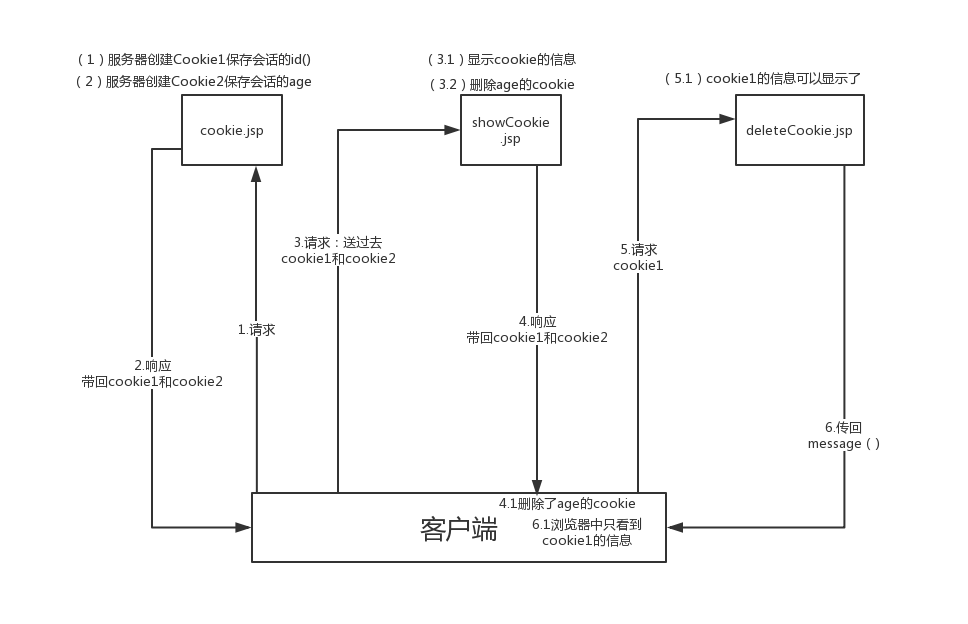 （1）服务器创建Cookie1保存会话的id()
（2）服务器创建Cookie2保存会话的age
cookie.jsp
（3.1）显示cookie的信息
（3.2）删除age的cookie
showCookie
.jsp
（5.1）cookie1的信息可以显示了
deleteCookie.jsp
3.请求：送过去
cookie1和cookie2
5.请求
cookie1
1.请求
4.响应
带回cookie1和cookie2
2.响应
带回cookie1和cookie2
6.传回
message（）
4.1删除了age的cookie
客户端
6.1浏览器中只看到
cookie1的信息